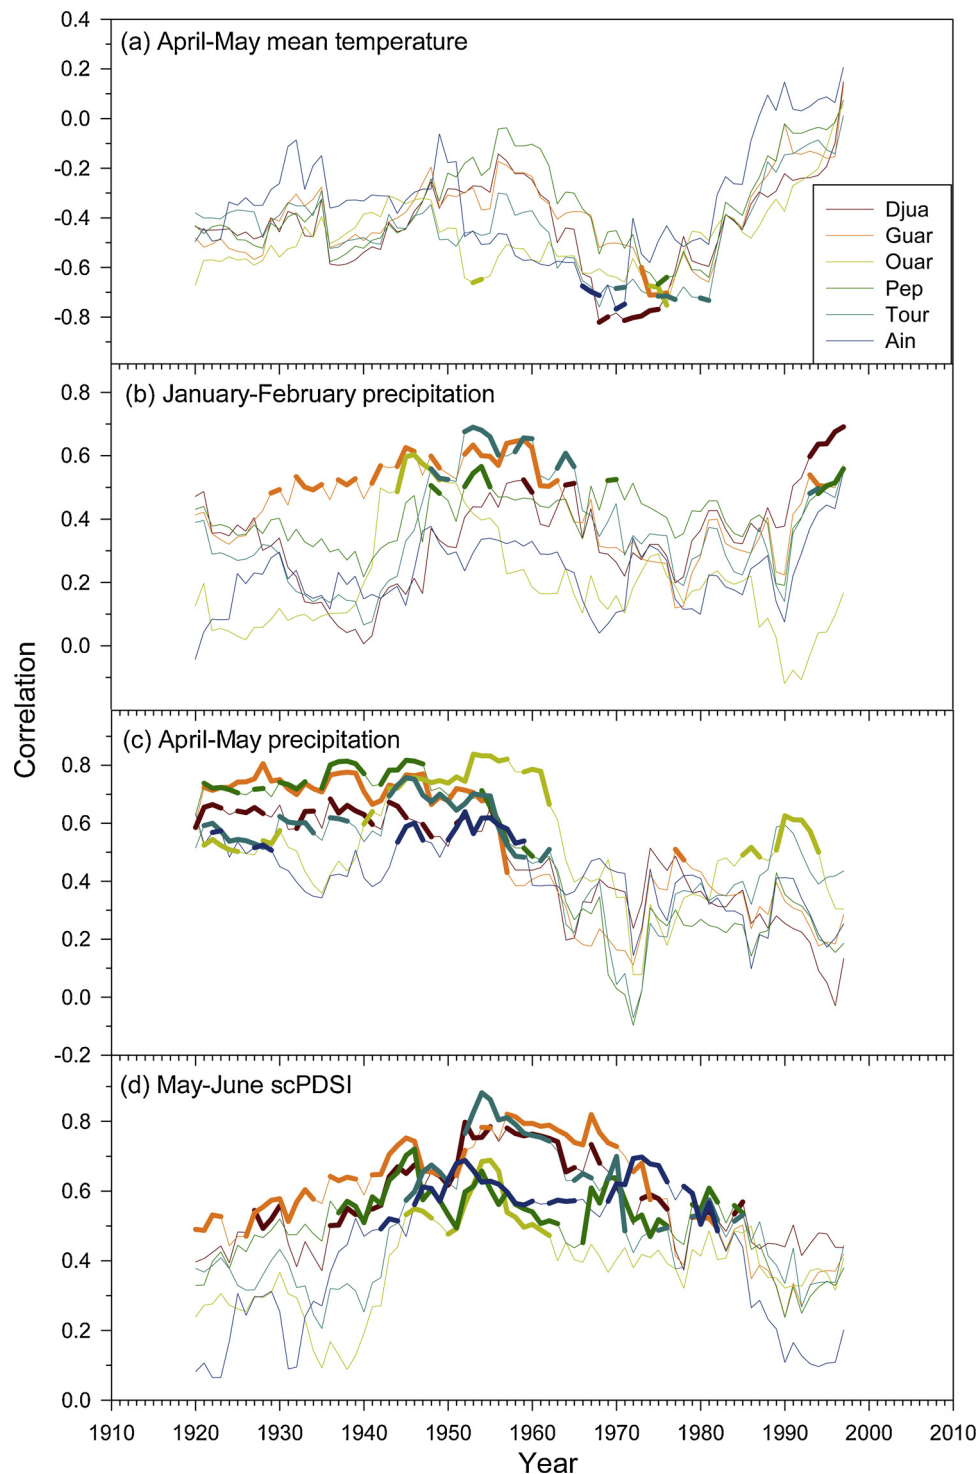 0.4
(a) April-May mean temperature
0.2
0.0
-0.2
-0.4
-0.6
-0.8
Djua
Guar
Ouar
Pep
Tour
Ain
0.8
(b) January-February precipitation
0.6
0.4
0.2
0.0
Correlation
(c) April-May precipitation
0.8
0.6
0.4
0.2
0.0
-0.2
(d) May-June scPDSI
0.8
0.6
0.4
0.2
0.0
1910 1920 1930 1940 1950 1960 1970 1980 1990 2000 2010
Year